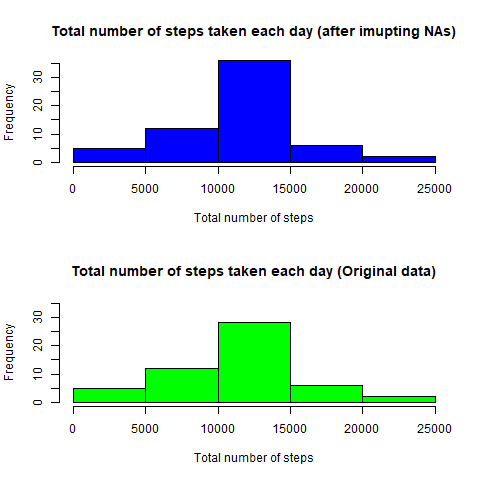 Total number of steps taken each day (after imupting NAs)
Frequency
0 10 20 30
0 5000 10000 15000 20000 25000
Total number of steps
Total number of steps taken each day (Original data)
Frequency
0 10 20 30
0 5000 10000 15000 20000 25000
Total number of steps